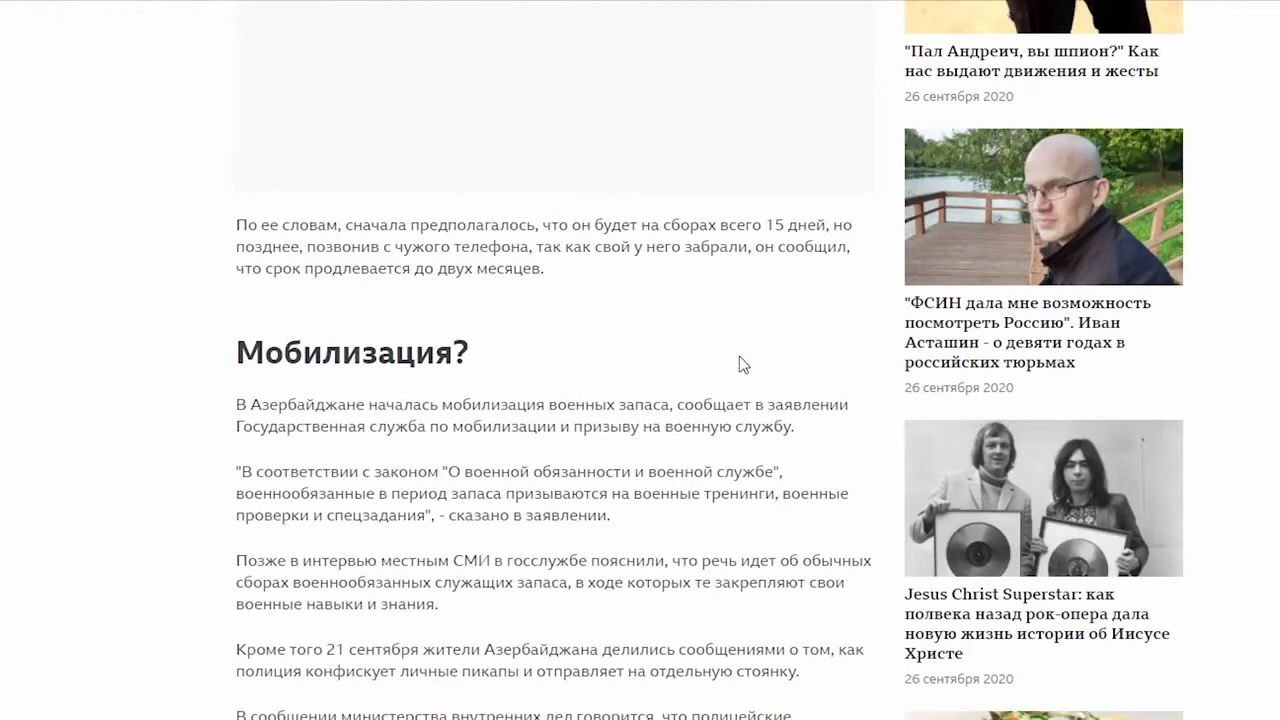 По ее словам, сначала предполагалось, что он будет на сборах всего 15 дней, но
позднее, позвонив с чужого телефона, так как свой у него забрали, он сообщил,
что срок продлевается до двух месяцев.
Мобилизация?
В Азербайджане началась мобилизация военных запаса, сообщает в заявлении
Государственная служба по мобилизации и призыву на военную службу.
"В соответствии с законом "О военной обязанности и военной службе",
военнообязанные в период запаса призываются на военные тренинги, военные
проверки и спецзадания", - сказано в заявлении.
Позже в интервью местным СМИ в госслужбе пояснили, что речь идет об обычных
сборах военнообязанных служащих запаса, в ходе которых те закрепляют свои
военные навыки и знания.
Кроме того 21 сентября жители Азербайджана делились сообщениями о том, как
полиция конфискует личные пикапы и отправляет на отдельную стоянку.
В сообщении министерства внутренних дел говорится, что полицейские
"Пал Андреич, вы шпион?" Как
нас выдают движения и жесты
26 сентября 2020
"ФСИН дала мне возможность
посмотреть Россию". Иван
Асташин - о девяти годах в
российских тюрьмах
26 сентября 2020
Jesus Christ Superstar: как
полвека назад рок-опера дала
новую жизнь истории об Иисусе
Христе
26 сентября 2020